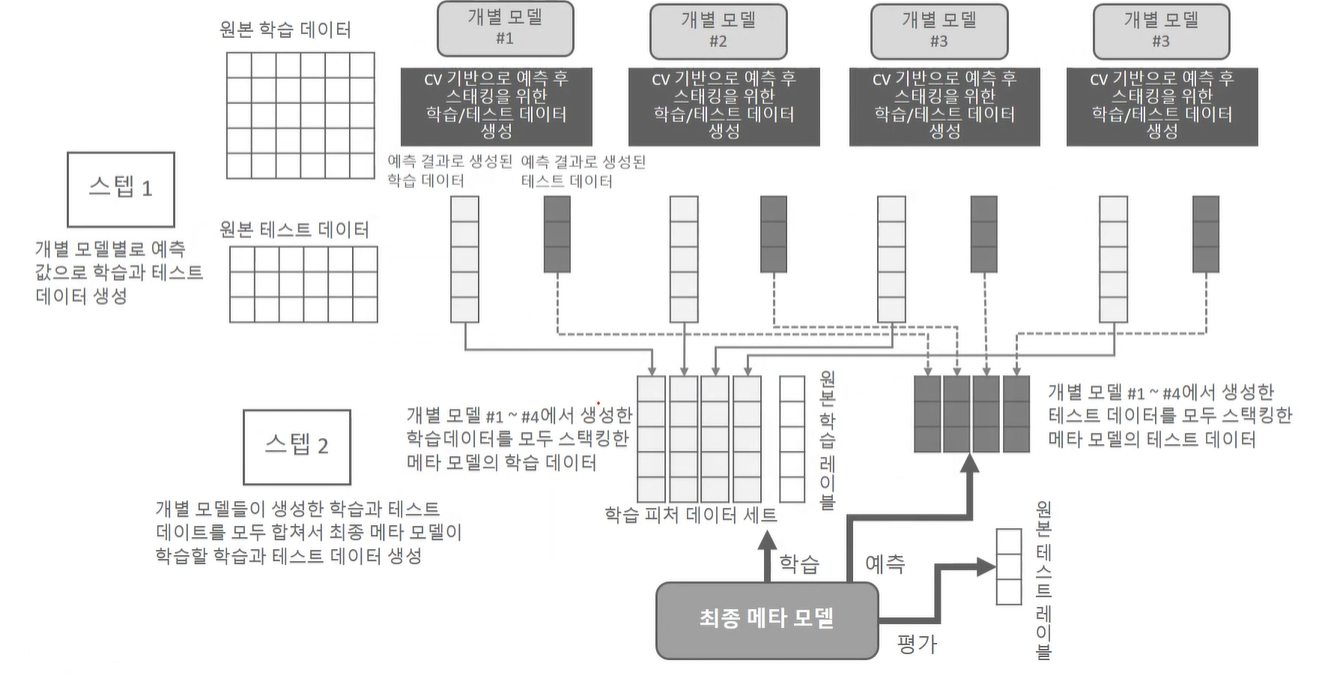 원본 학습 데이터
개별 모델
#1
개별 모델
#2
개별 모델
#3
개별 모델
#3
CV 기반으로 예측 후
스태킹을 위한
학습/테스트 데이터
생성
CV 기반으로 예측 후
스태킹을 위한
학습/테스트 데이터
생성
CV 기반으로 예측 후
스태킹을 위한
학습/테스트 데이터
생성
CV 기반으로 예측 후
스태킹을 위한
학습/테스트 데이터
생성
예측 결과로 생성된
학습 데이터
예측 결과로 생성된
테스트 데이터
스텝 1
개별 모델별로 예측
값으로 학습과 테스트
데이터 생성
원본 테스트 데이터
스텝 2
개별 모델들이 생성한 학습과 테스트
데이트를 모두 합쳐서 최종 메타 모델이
학습할 학습과 테스트 데이터 생성
개별 모델 #1 ~ #4에서 생성한
학습데이터를 모두 스택킹한
메타 모델의 학습 데이터
원본 학습 레이블
학습 피처 데이터 세트
개별 모델 #1 ~ #4에서 생성한
테스트 데이터를 모두 스택킹한
메타 모델의 테스트 데이터
학습
예측
최종 메타 모델
평가
원본 테스트 레이블